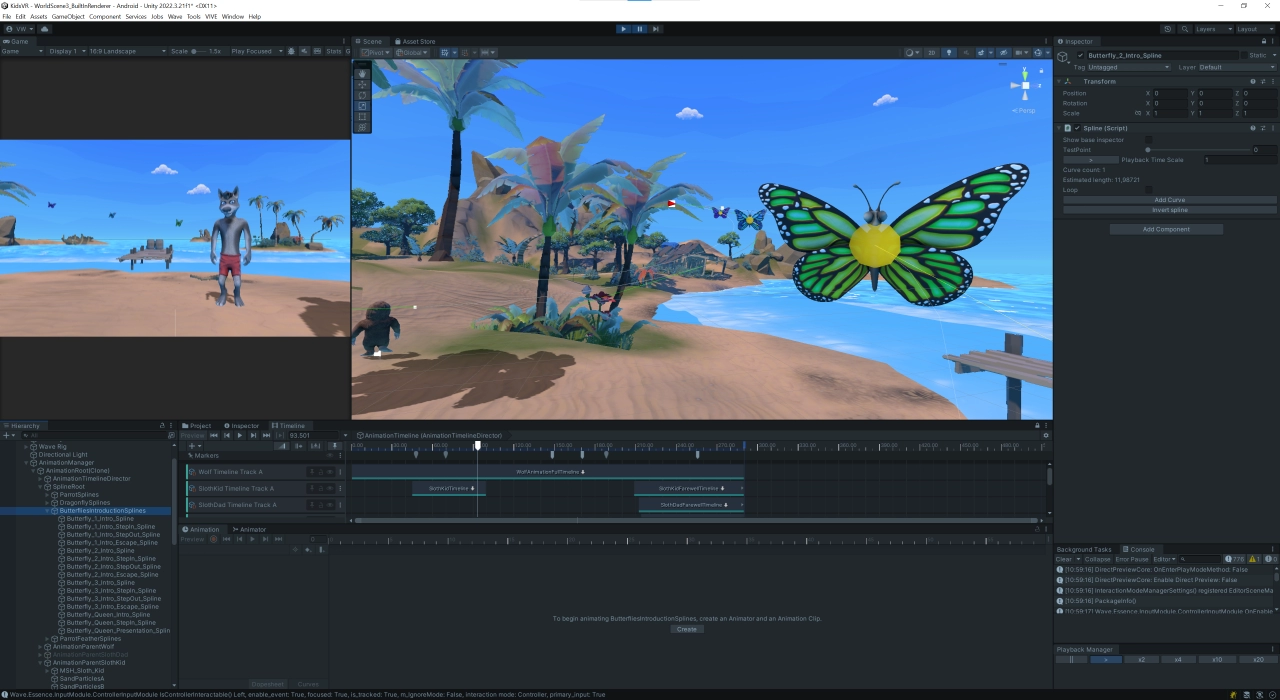 KidsVR - WorldScene3_BuiltInRenderer - Android - Unity 2022.3.21f1* <DX11>
File Edit Assets GameObject Component Services Jobs Wave Tools VIVE Window Help
VW
Layers
Layout
Game
Scene
Asset Store
Inspector
Game Display 1 16:9 Landscape Scale 1.5x Play Focused Stats
Pivot Global
2D
Butterfly_2_Intro_Spline
Static
Tag Untagged Layer Default
Transform
Position X 0 Y 0 Z 0
Rotation X 0 Y 0 Z 0
Scale X 1 Y 1 Z 1
Spline (Script)
Show base inspector
TestPoint 0
> Playback Time Scale 1
Curve count: 1
Estimated length: 11,98721
Loop
Add Curve
Invert spline
Add Component
y
z
Persp
Hierarchy
All
Wave Rig
Directional Light
AnimationManager
AnimationRoot(Clone)
AnimationTimelineDirector
SplineRoot
ParrotSplines
DragonflySplines
ButterfliesIntroductionSplines
Butterfly_1_Intro_Spline
Butterfly_1_Intro_StepIn_Spline
Butterfly_1_Intro_StepOut_Spline
Butterfly_1_Intro_Escape_Spline
Butterfly_2_Intro_Spline
Butterfly_2_Intro_StepIn_Spline
Butterfly_2_Intro_StepOut_Spline
Butterfly_2_Intro_Escape_Spline
Butterfly_3_Intro_Spline
Butterfly_3_Intro_StepIn_Spline
Butterfly_3_Intro_StepOut_Spline
Butterfly_3_Intro_Escape_Spline
Butterfly_Queen_Intro_Spline
Butterfly_Queen_StepIn_Spline
Butterfly_Queen_Presentation_Splin
ParrotFeatherSplines
AnimationParentWolf
AnimationParentSlothDad
AnimationParentSlothKid
MSH_Sloth_Kid
SandParticlesA
SandParticlesB
Project
Inspector
Timeline
Preview 93.501 AnimationTimeline (AnimationTimelineDirector)
Markers
Wolf Timeline Track A
WolfAnimationFullTimeline
SlothKid Timeline Track A
SlothKidTimeline
SlothKidFarewellTimeline
SlothDad Timeline Track A
SlothDadFarewellTimeline
Animation
Animator
Preview 0
To begin animating ButterfliesIntroductionSplines, create an Animator and an Animation Clip.
Create
Dopesheet Curves
Background Tasks
Console
Clear Collapse Error Pause Editor 776 1 0
[10:59:16] DirectPreviewCore: OnEnterPlayModeMethod: False
[10:59:16] DirectPreviewCore: Enable Direct Preview: False
[10:59:16] InteractionModeManagerSettings() registered EditorSceneMa
[10:59:16] PackageInfo()
[10:59:17] Wave.Essence.InputModule.ControllerInputModule OnEnable
Playback Manager
|| > x2 x4 x10 x20
Wave.Essence.InputModule.ControllerInputModule IsControllerInteractable() Left, enable_event: True, focused: True, is_tracked: True, m_IgnoreMode: False, interaction mode: Controller, primary_input: True